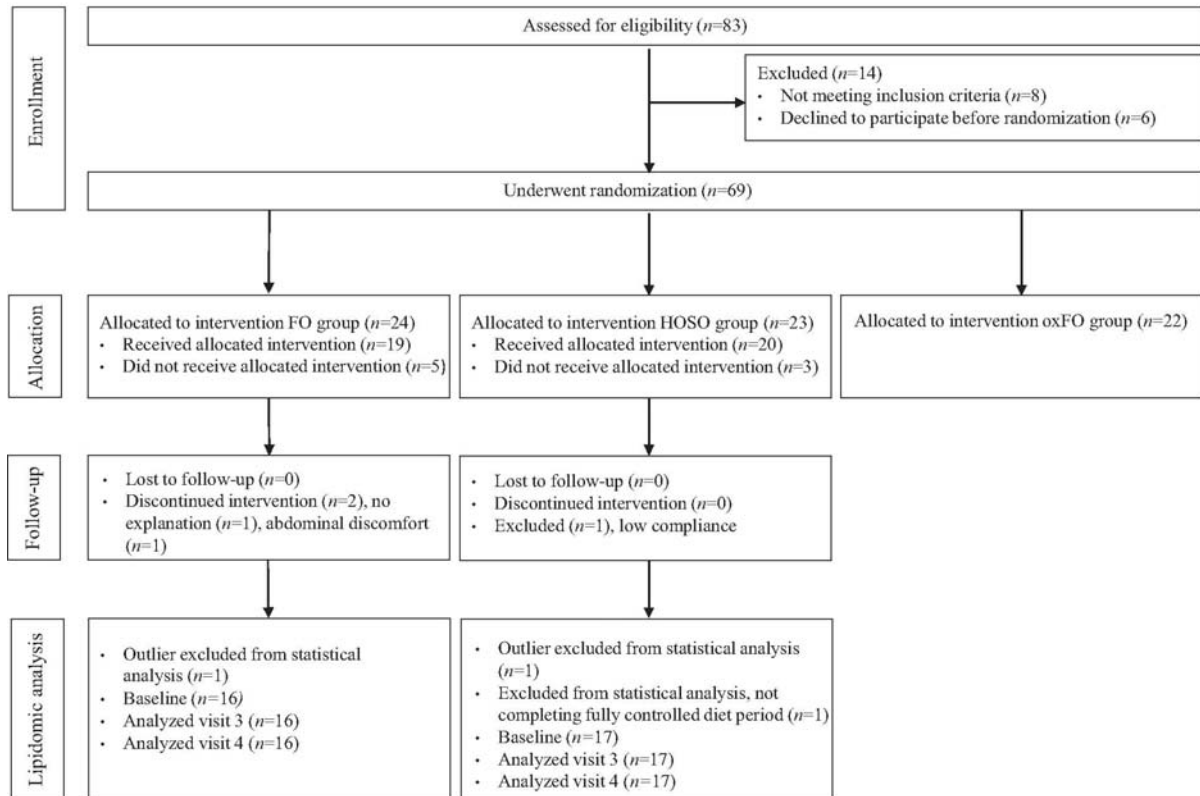 Enrollment
Assessed for eligibility (n=83)
Excluded (n=14)
• Not meeting inclusion criteria (n=8)
• Declined to participate before randomization (n=6)
Underwent randomization (n=69)
Allocation
Allocated to intervention FO group (n=24)
• Received allocated intervention (n=19)
• Did not receive allocated intervention (n=5)
Allocated to intervention HOSO group (n=23)
• Received allocated intervention (n=20)
• Did not receive allocated intervention (n=3)
Allocated to intervention oxFO group (n=22)
Follow-up
• Lost to follow-up (n=0)
• Discontinued intervention (n=2), no
explanation (n=1), abdominal discomfort
(n=1)
• Lost to follow-up (n=0)
• Discontinued intervention (n=0)
• Excluded (n=1), low compliance
Lipidomic analysis
• Outlier excluded from statistical
analysis (n=1)
• Baseline (n=16)
• Analyzed visit 3 (n=16)
• Analyzed visit 4 (n=16)
• Outlier excluded from statistical analysis
(n=1)
• Excluded from statistical analysis, not
completing fully controlled diet period (n=1)
• Baseline (n=17)
• Analyzed visit 3 (n=17)
• Analyzed visit 4 (n=17)